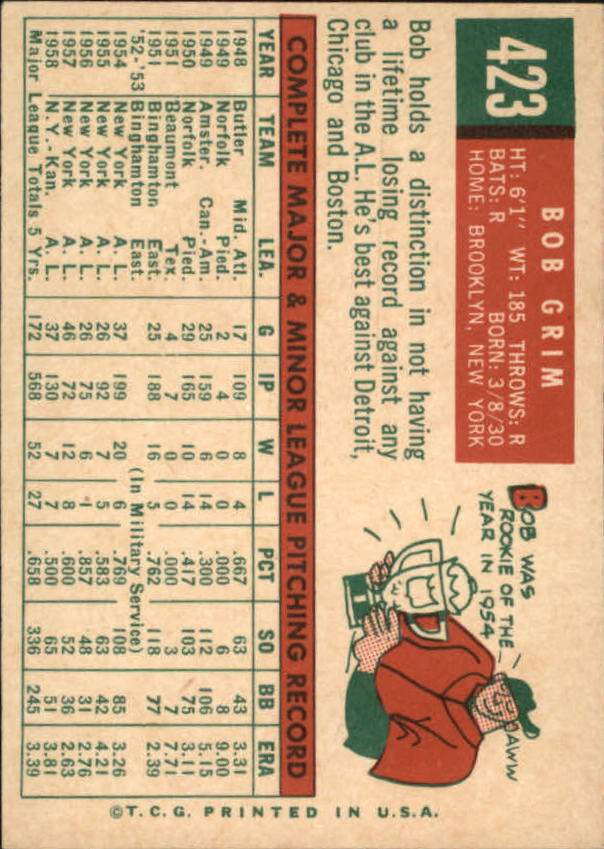 423
BOB GRIM
HT: 6'1" WT: 185 THROWS: R
BATS: R BORN: 3/8/30
HOME: BROOKLYN, NEW YORK
Bob holds a distinction in not having
a lifetime losing record against any
club in the A.L. He's best against Detroit,
Chicago and Boston.
BOB WAS
ROOKIE OF THE
YEAR IN 1954
AWW
COMPLETE MAJOR & MINOR LEAGUE PITCHING RECORD
YEAR TEAM LEA. G IP W L PCT SO BB ERA
1948 Butler Mid. Atl. 17 109 8 4 .667 63 43 3.31
1949 Norfolk Pied. 2 4 0 0 .000 6 8 9.00
1949 Amster. Can.-Am. 25 159 6 14 .300 112 106 5.15
1950 Norfolk Pied. 29 165 10 14 .417 103 75 3.11
1951 Beaumont Tex. 4 7 0 0 .000 3 7 7.71
1951 Binghamton East. 25 188 16 5 .762 118 77 2.39
'52-'53 Binghamton East. (In Military Service)
1954 New York A. L. 37 199 20 6 .769 108 85 3.26
1955 New York A. L. 26 92 7 5 .583 63 42 4.21
1956 New York A. L. 26 75 6 1 .857 48 31 2.76
1957 New York A. L. 46 72 12 8 .600 52 36 2.63
1958 N.Y.-Kan. A. L. 37 130 7 7 .500 65 51 3.81
Major League Totals 5 Yrs. 172 568 52 27 .658 336 245 3.39
©T. C. G. PRINTED IN U.S.A.